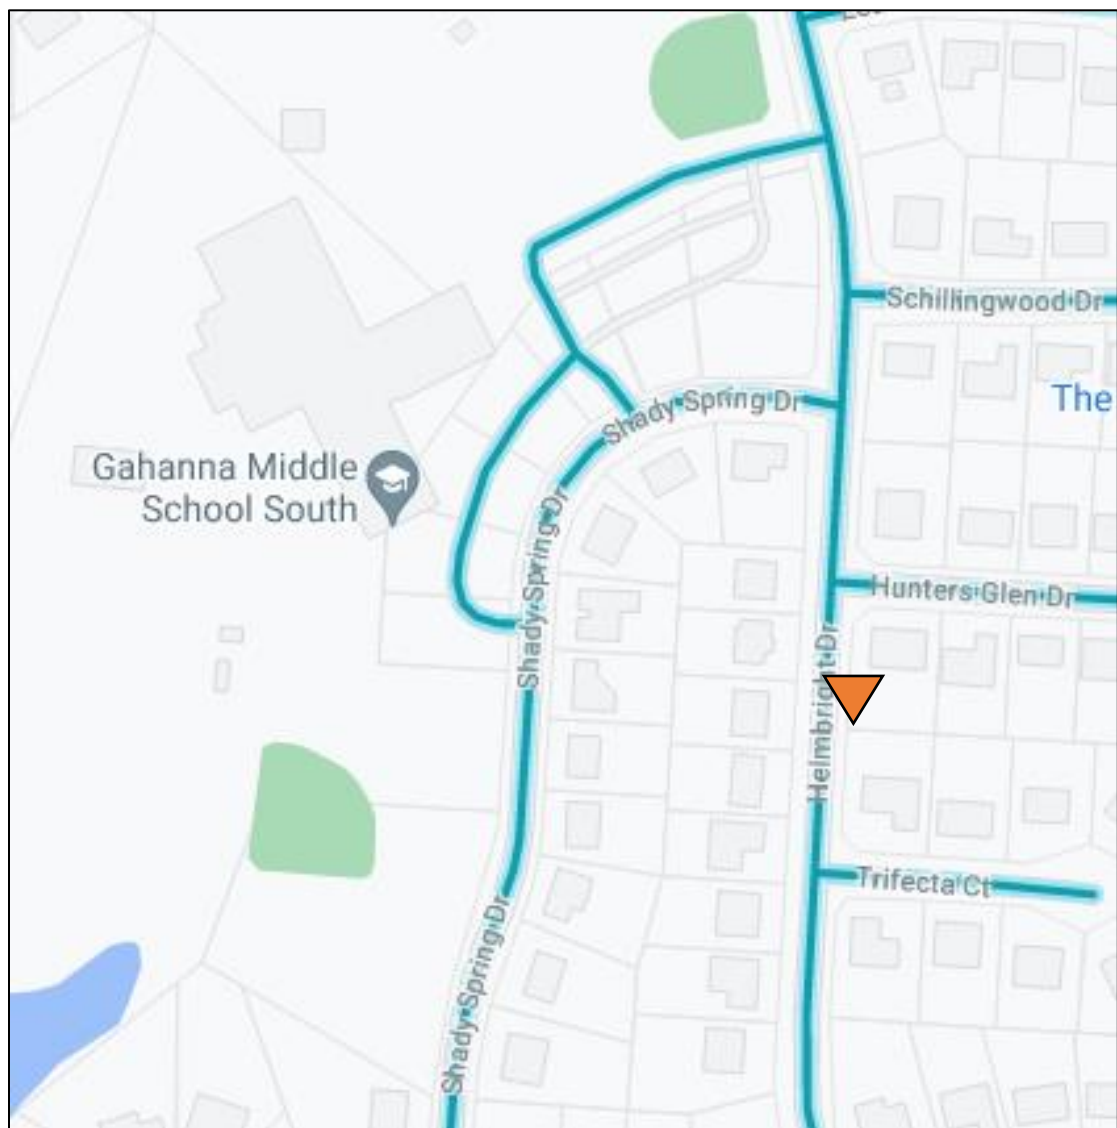 Schillingwood Dr
Shady Spring Dr
The
Gahanna Middle
School South
Shady Spring Dr
Hunters Glen Dr
Helmbright Dr
Trifecta Ct
Shady Spring Dr